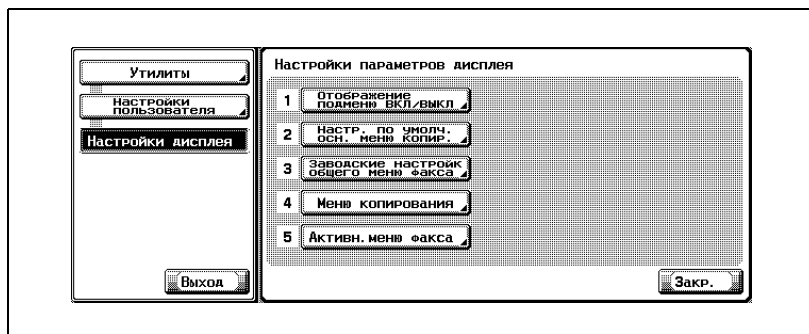 Утилиты
Настройки
пользователя
Настройки дисплея
Выход
Настройки параметров дисплея
1 Отображение
подменю ВКЛ/ВЫКЛ
2 Настр. по умолч.
осн. меню копир.
3 Заводские настройк
общего меню факса
4 Меню копирования
5 Активн.меню факса
Закр.